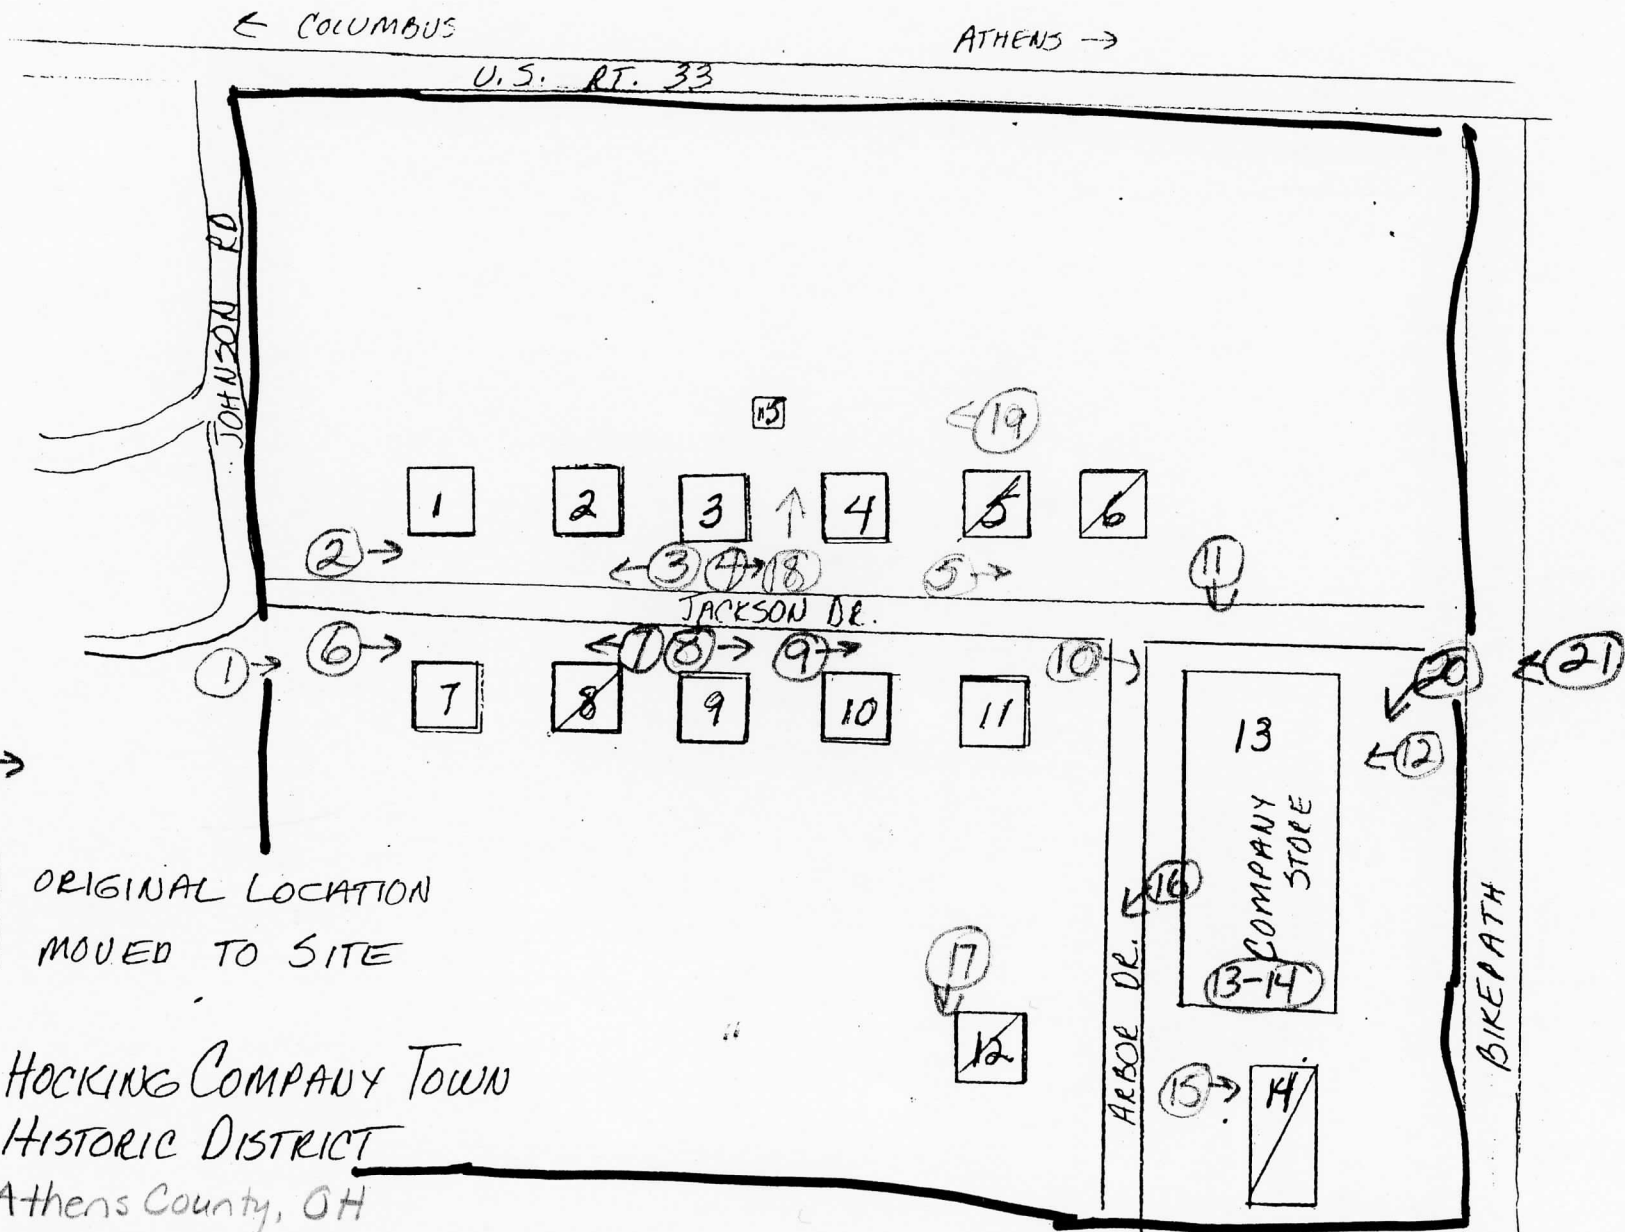 ← COLUMBUS
ATHENS →
U.S. RT. 33
JOHNSON RD
15
19
1
2
3
4
5
6
2
3
4
18
5
11
JACKSON DR.
1
6
7
8
9
10
20
21
7
8
9
10
11
13
12
COMPANY
STORE
13-14
16
ARBOR DR.
BIKEPATH
17
12
15
14
ORIGINAL LOCATION
MOVED TO SITE
HOCKING COMPANY TOWN
HISTORIC DISTRICT
Athens County, OH